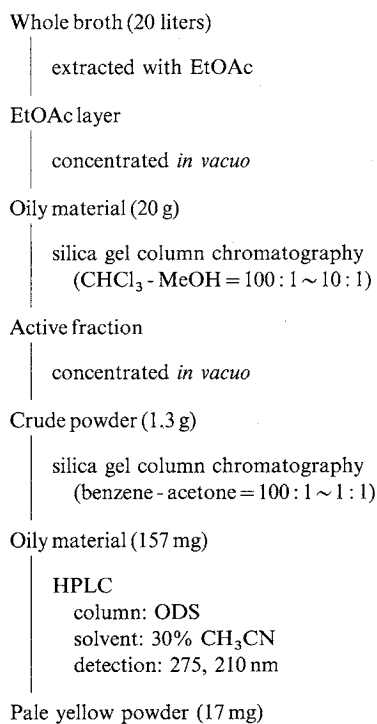 Whole broth (20 liters)
extracted with EtOAc
EtOAc layer
concentrated in vacuo
Oily material (20 g)
silica gel column chromatography
(CHCl₃ - MeOH = 100 : 1 ~ 10 : 1)
Active fraction
concentrated in vacuo
Crude powder (1.3 g)
silica gel column chromatography
(benzene - acetone = 100 : 1 ~ 1 : 1)
Oily material (157 mg)
HPLC
column: ODS
solvent: 30% CH₃CN
detection: 275, 210 nm
Pale yellow powder (17 mg)